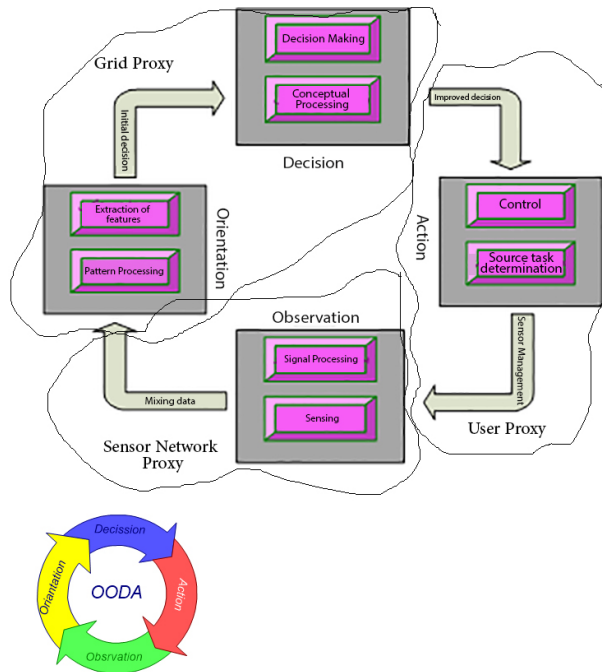 Decision Making
Grid Proxy
Conceptual
Processing
Initial decision
Improved decision
Decision
Extraction of
features
Pattern Processing
Orientation
Action
Control
Source task
determination
Observation
Signal Processing
Sensing
Sensor Management
Mixing data
Sensor Network
Proxy
User Proxy
Decission
Oriantation
OODA
Action
Obsrvation